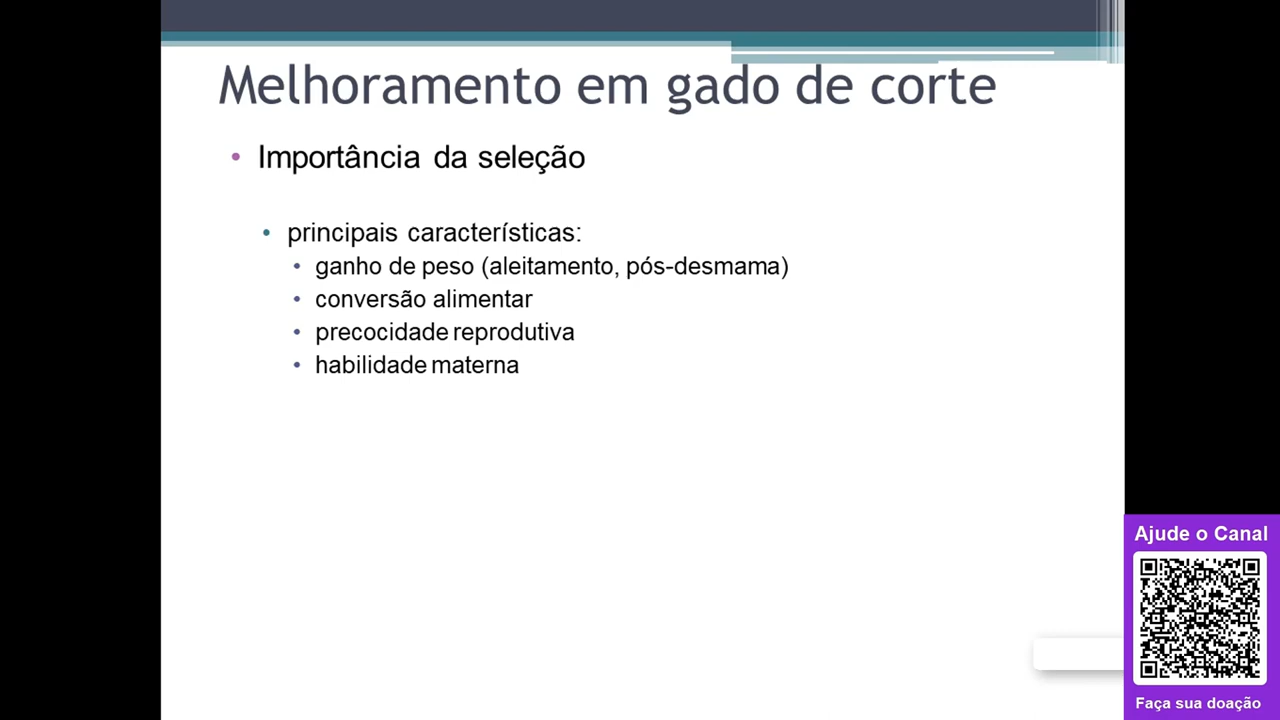 Melhoramento em gado de corte
• Importância da seleção
• principais características:
• ganho de peso (aleitamento, pós-desmama)
• conversão alimentar
• precocidade reprodutiva
• habilidade materna
Ajude o Canal
Faça sua doação